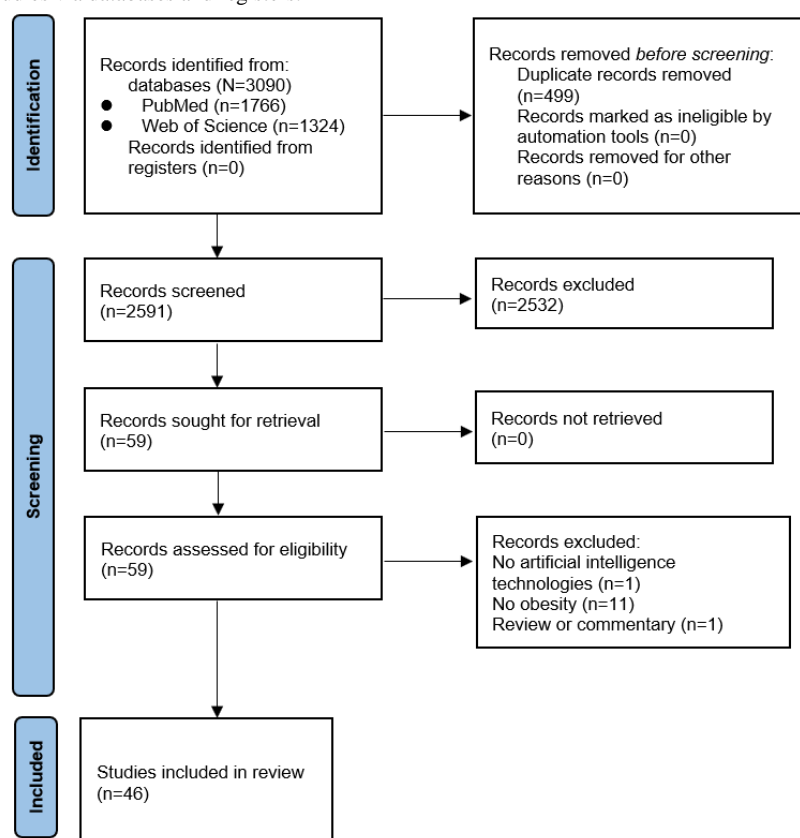 Identification
Records identified from:
databases (N=3090)
● PubMed (n=1766)
● Web of Science (n=1324)
Records identified from
registers (n=0)
Records removed before screening:
Duplicate records removed
(n=499)
Records marked as ineligible by
automation tools (n=0)
Records removed for other
reasons (n=0)
Screening
Records screened
(n=2591)
Records excluded
(n=2532)
Records sought for retrieval
(n=59)
Records not retrieved
(n=0)
Records assessed for eligibility
(n=59)
Records excluded:
No artificial intelligence
technologies (n=1)
No obesity (n=11)
Review or commentary (n=1)
Included
Studies included in review
(n=46)